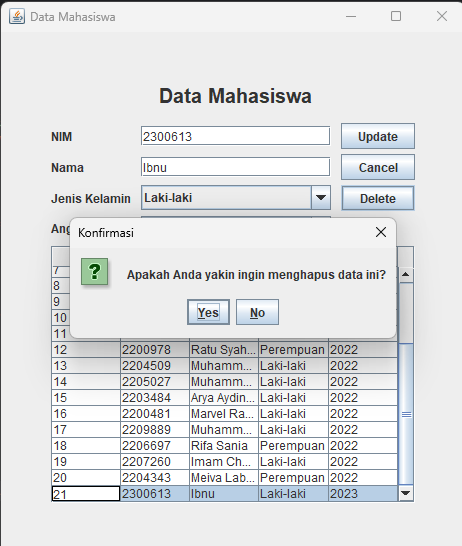 Data Mahasiswa
Data Mahasiswa
NIM 2300613 Update
Nama Ibnu Cancel
Jenis Kelamin Laki-laki Delete
Ang
Konfirmasi
Apakah Anda yakin ingin menghapus data ini?
Yes No
7
8
9
10
11
12 2200978 Ratu Syah... Perempuan 2022
13 2204509 Muhamm... Laki-laki 2022
14 2205027 Muhamm... Laki-laki 2022
15 2203484 Arya Aydin... Laki-laki 2022
16 2200481 Marvel Ra... Laki-laki 2022
17 2209889 Muhamm... Laki-laki 2022
18 2206697 Rifa Sania Perempuan 2022
19 2207260 Imam Ch... Laki-laki 2022
20 2204343 Meiva Lab... Perempuan 2022
21 2300613 Ibnu Laki-laki 2023